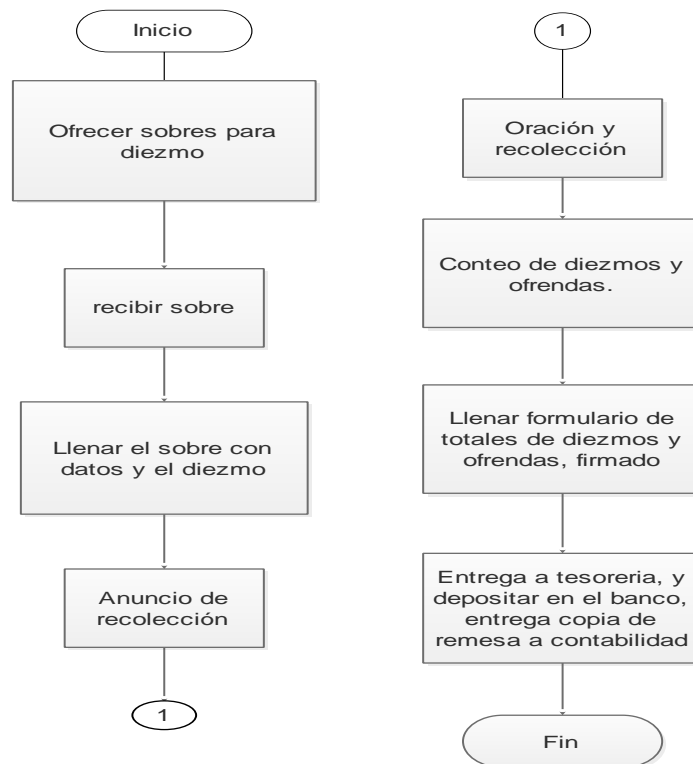 Inicio
Ofrecer sobres para
diezmo
recibir sobre
Llenar el sobre con
datos y el diezmo
Anuncio de
recolección
1
1
Oración y
recolección
Conteo de diezmos y
ofrendas.
Llenar formulario de
totales de diezmos y
ofrendas, firmado
Entrega a tesoreria, y
depositar en el banco,
entrega copia de
remesa a contabilidad
Fin